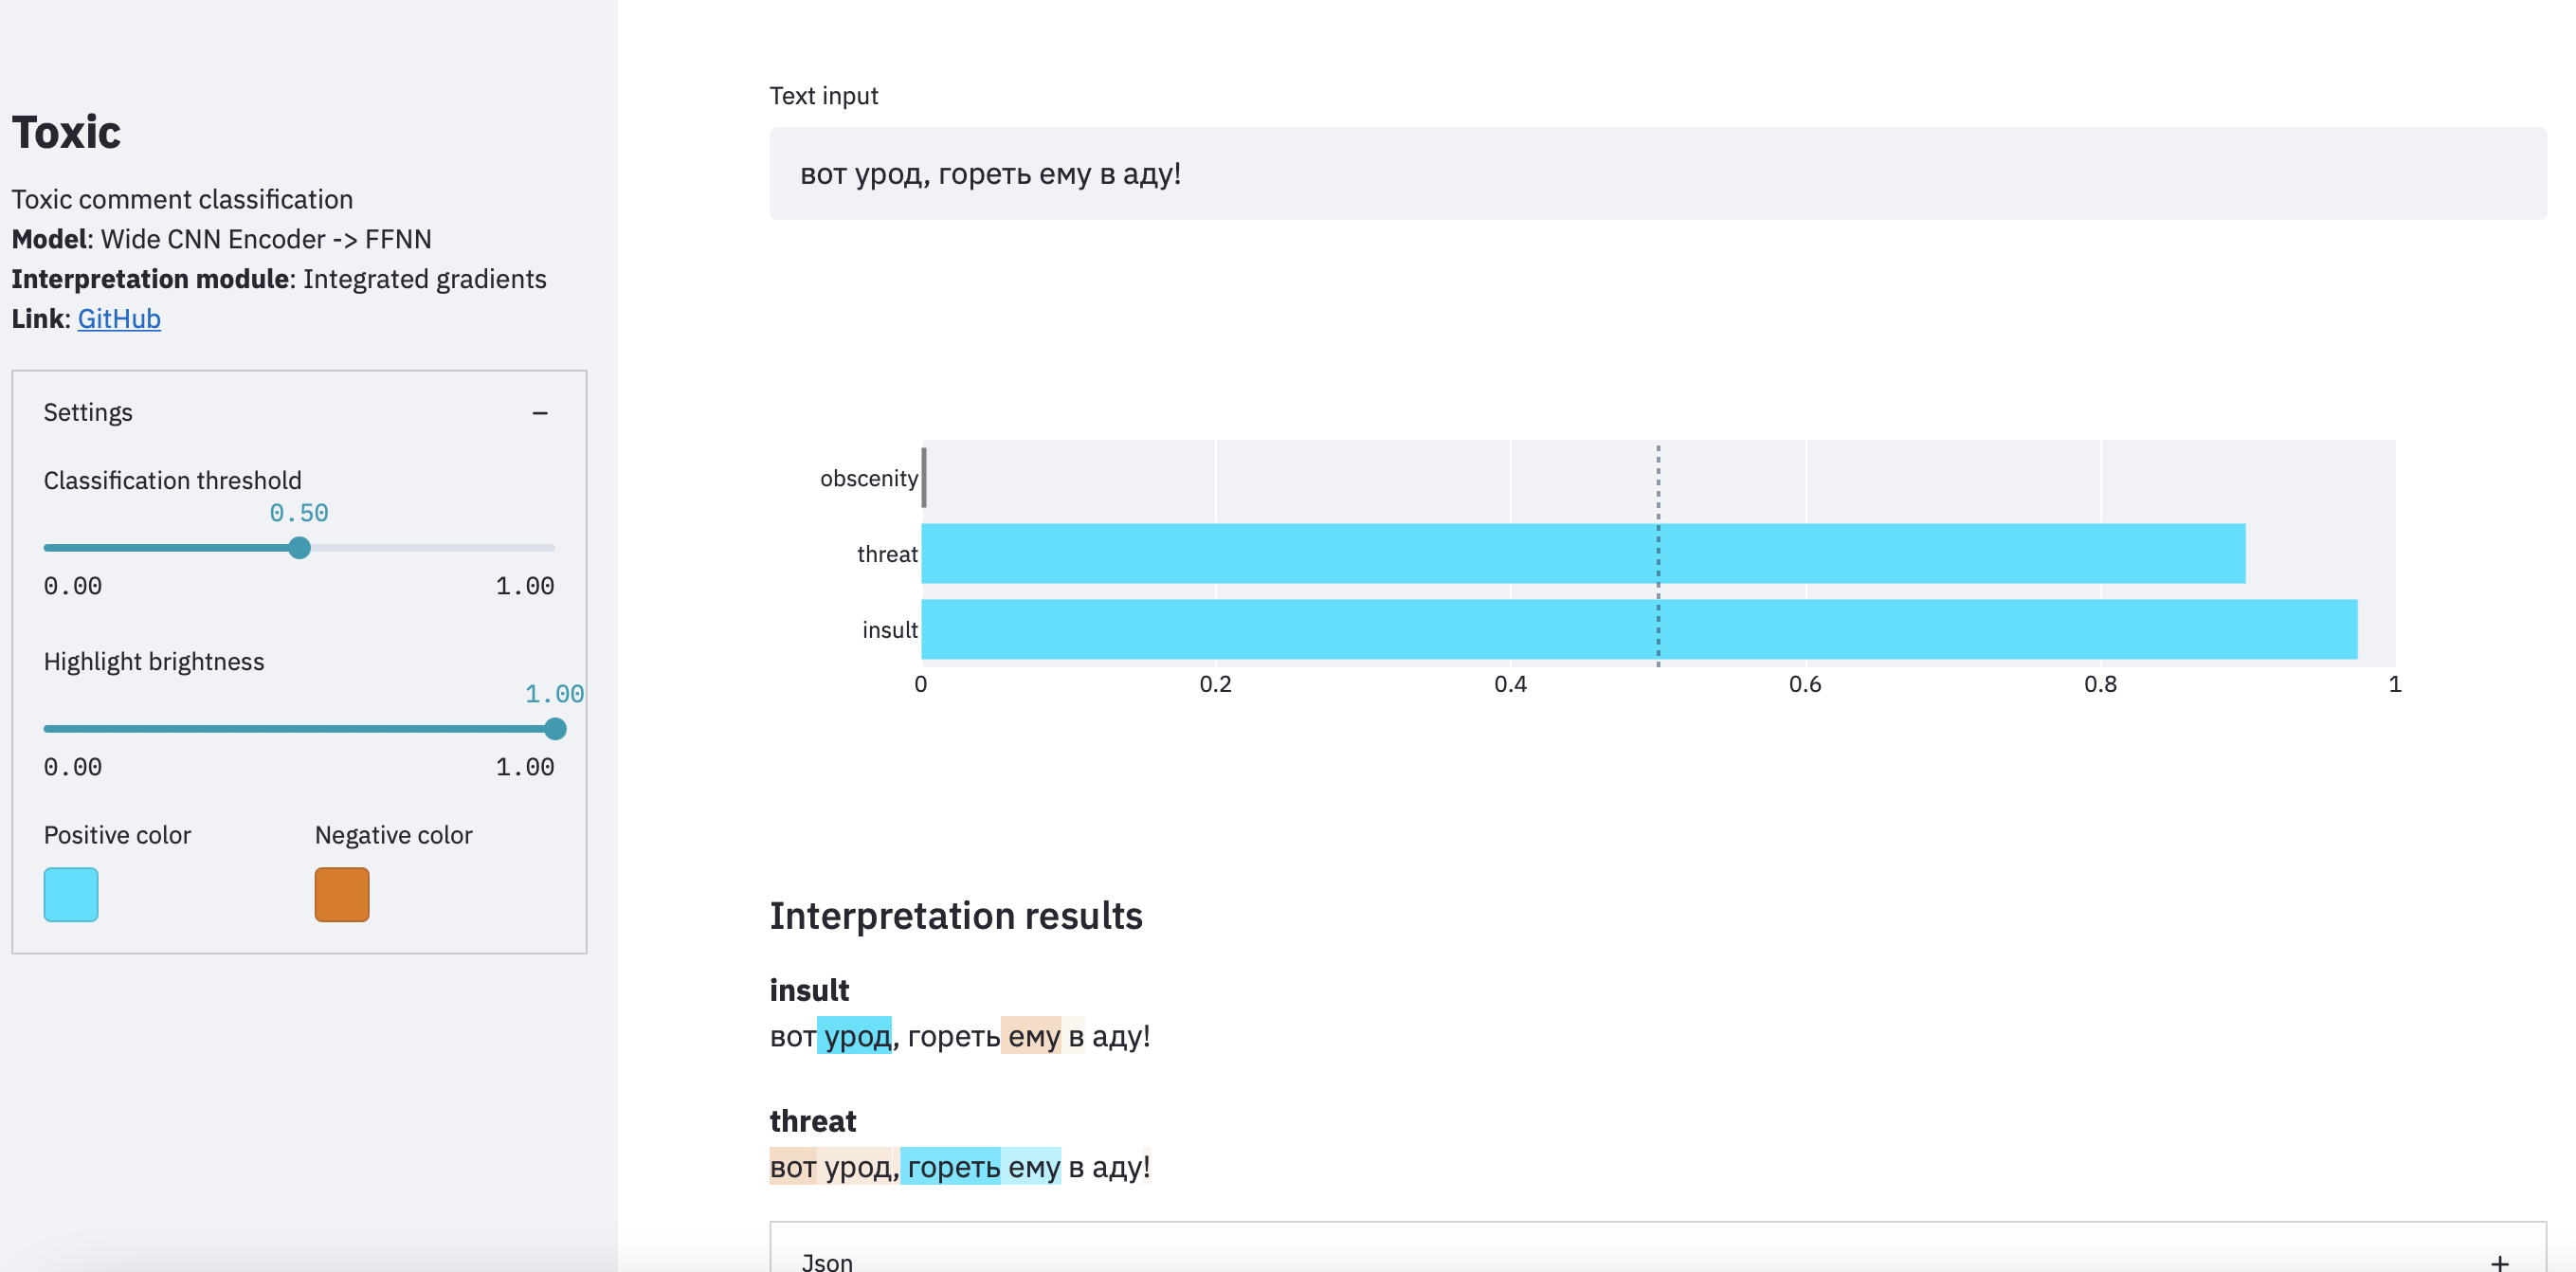 Toxic
Toxic comment classification
Model: Wide CNN Encoder -> FFNN
Interpretation module: Integrated gradients
Link: GitHub
Settings
−
Classification threshold
0.50
0.00 1.00
Highlight brightness
1.00
0.00 1.00
Positive color Negative color
Text input
вот урод, гореть ему в аду!
obscenity
threat
insult
0 0.2 0.4 0.6 0.8 1
Interpretation results
insult
вот урод, гореть ему в аду!
threat
вот урод, гореть ему в аду!
Json +